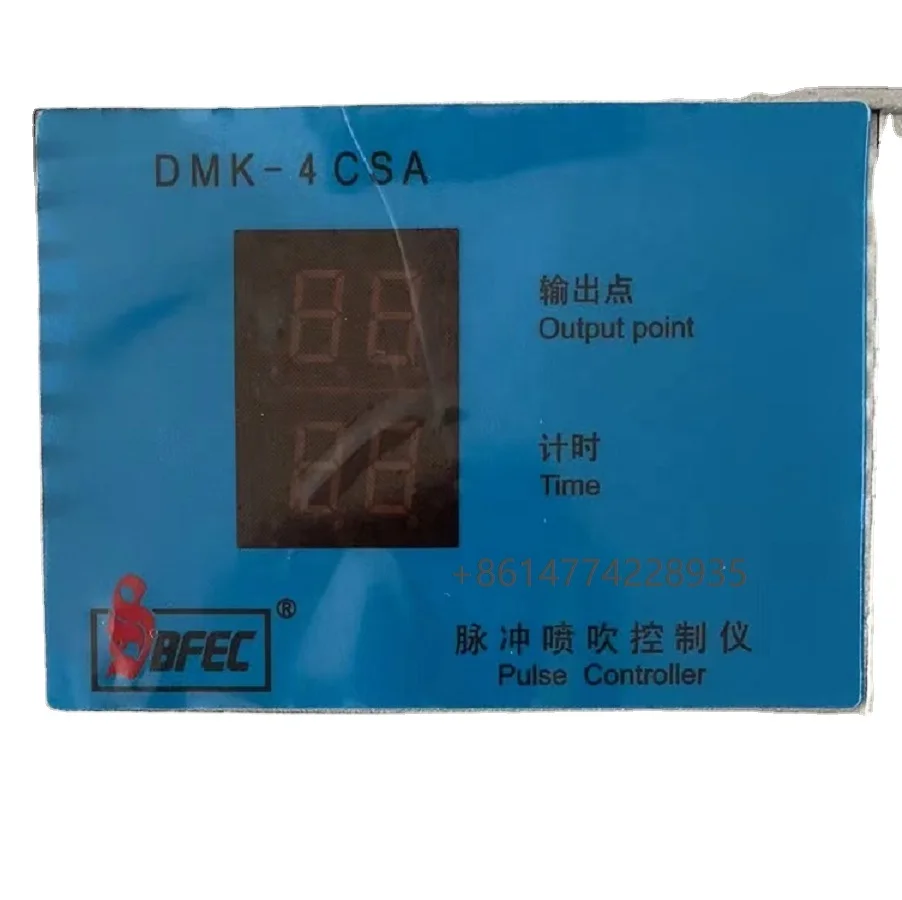 DMK-4CSA
输出点
Output point
计时
Time
+8614774228935
BFEC®
脉冲喷吹控制仪
Pulse Controller